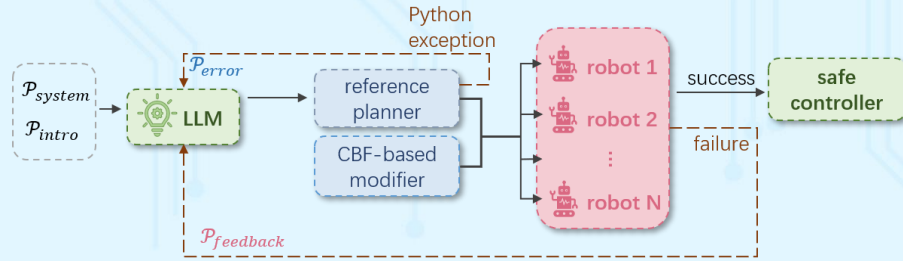 Python
exception
𝒫error
𝒫system
𝒫intro
LLM
reference
planner
CBF-based
modifier
robot 1
robot 2
⋮
robot N
success
failure
safe
controller
𝒫feedback